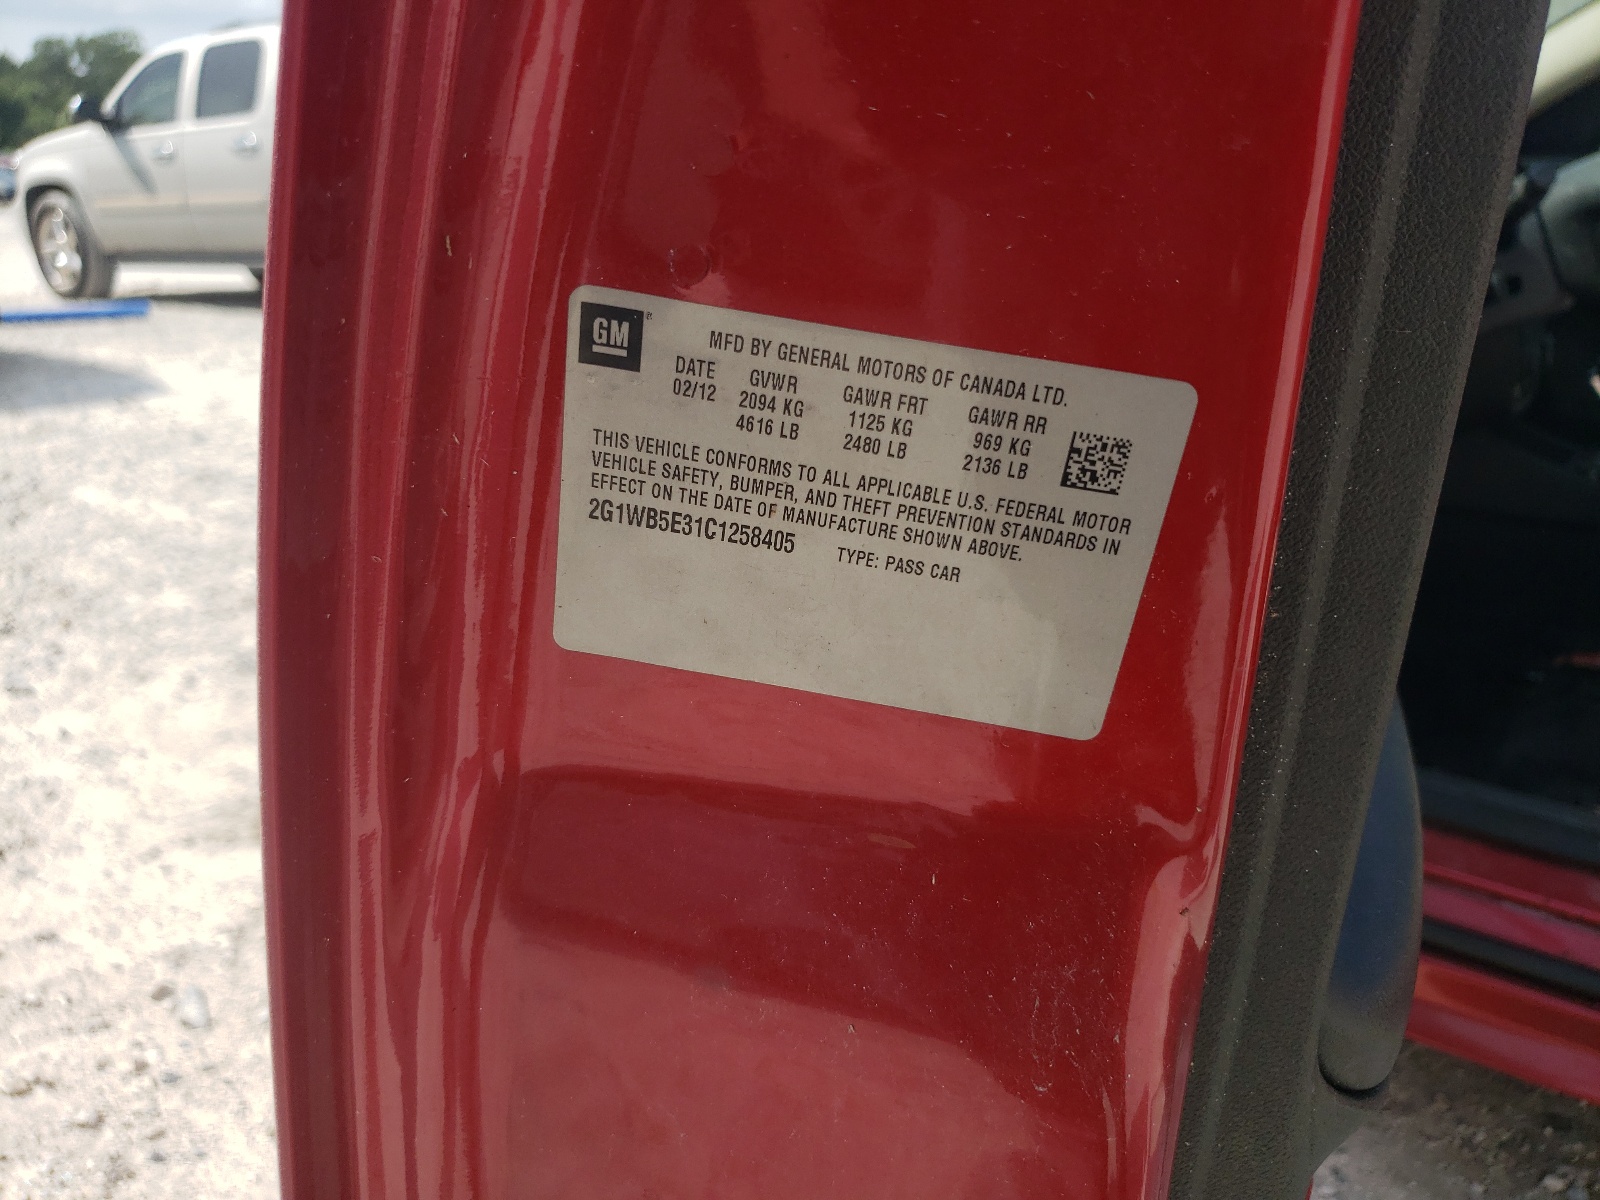 GM®
MFD BY GENERAL MOTORS OF CANADA LTD.
DATE GVWR GAWR FRT GAWR RR
02/12 2094 KG 1125 KG 969 KG
4616 LB 2480 LB 2136 LB
THIS VEHICLE CONFORMS TO ALL APPLICABLE U.S. FEDERAL MOTOR
VEHICLE SAFETY, BUMPER, AND THEFT PREVENTION STANDARDS IN
EFFECT ON THE DATE OF MANUFACTURE SHOWN ABOVE.
2G1WB5E31C1258405 TYPE: PASS CAR